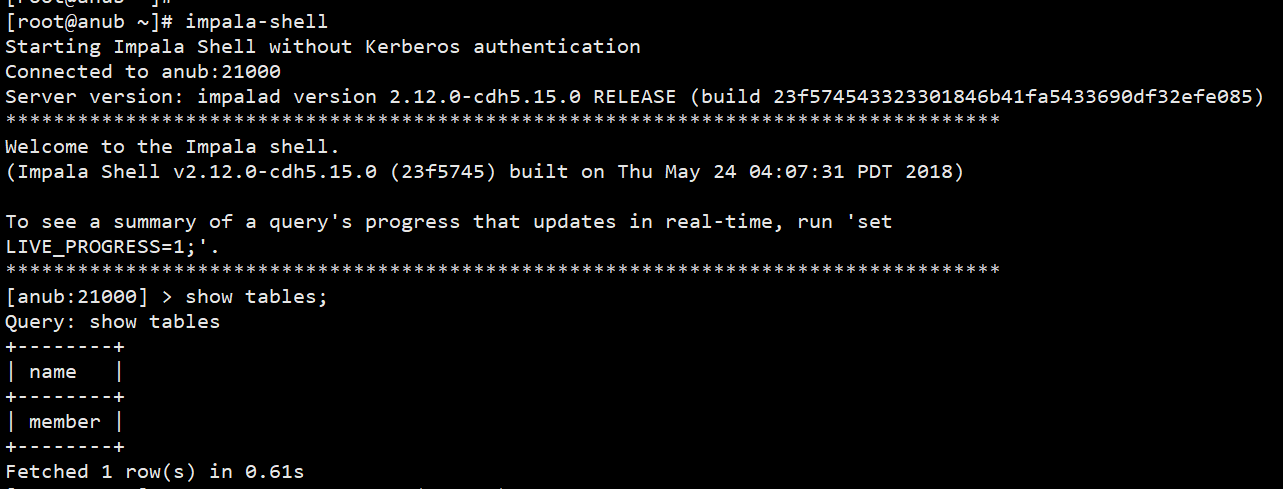 [root@anub ~]# impala-shell
Starting Impala Shell without Kerberos authentication
Connected to anub:21000
Server version: impalad version 2.12.0-cdh5.15.0 RELEASE (build 23f574543323301846b41fa5433690df32efe085)
***********************************************************************************
Welcome to the Impala shell.
(Impala Shell v2.12.0-cdh5.15.0 (23f5745) built on Thu May 24 04:07:31 PDT 2018)
To see a summary of a query's progress that updates in real-time, run 'set
LIVE_PROGRESS=1;'.
***********************************************************************************
[anub:21000] > show tables;
Query: show tables
+--------+
| name   |
+--------+
| member |
+--------+
Fetched 1 row(s) in 0.61s